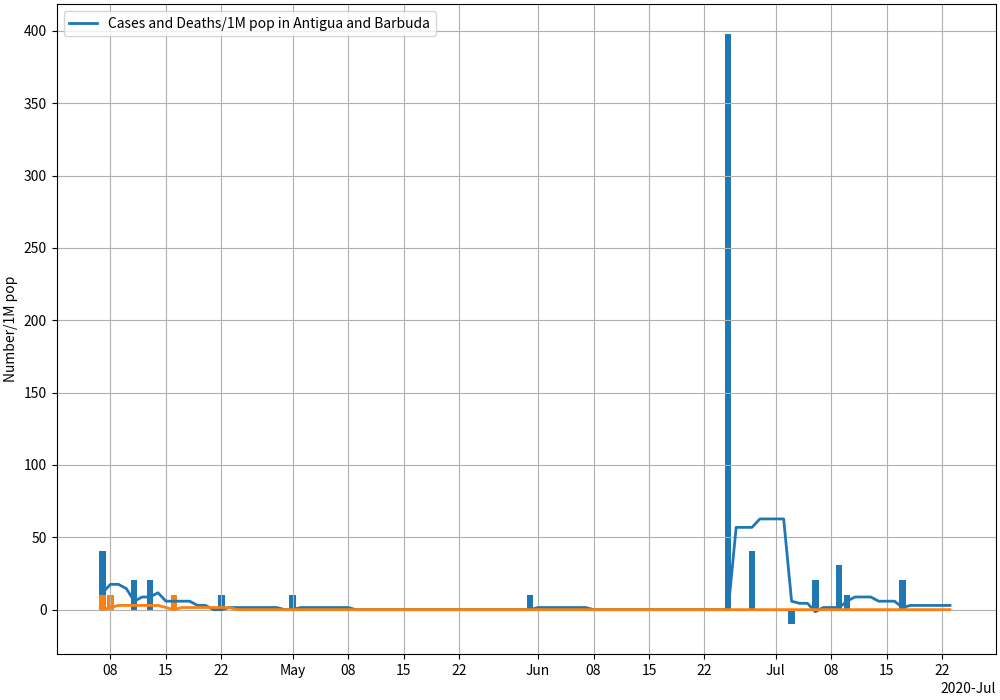 Cases and Deaths/1M pop in Antigua and Barbuda
Number/1M pop
400
350
300
250
200
150
100
50
0
08 15 22 May 08 15 22 Jun 08 15 22 Jul 08 15 22
2020-Jul